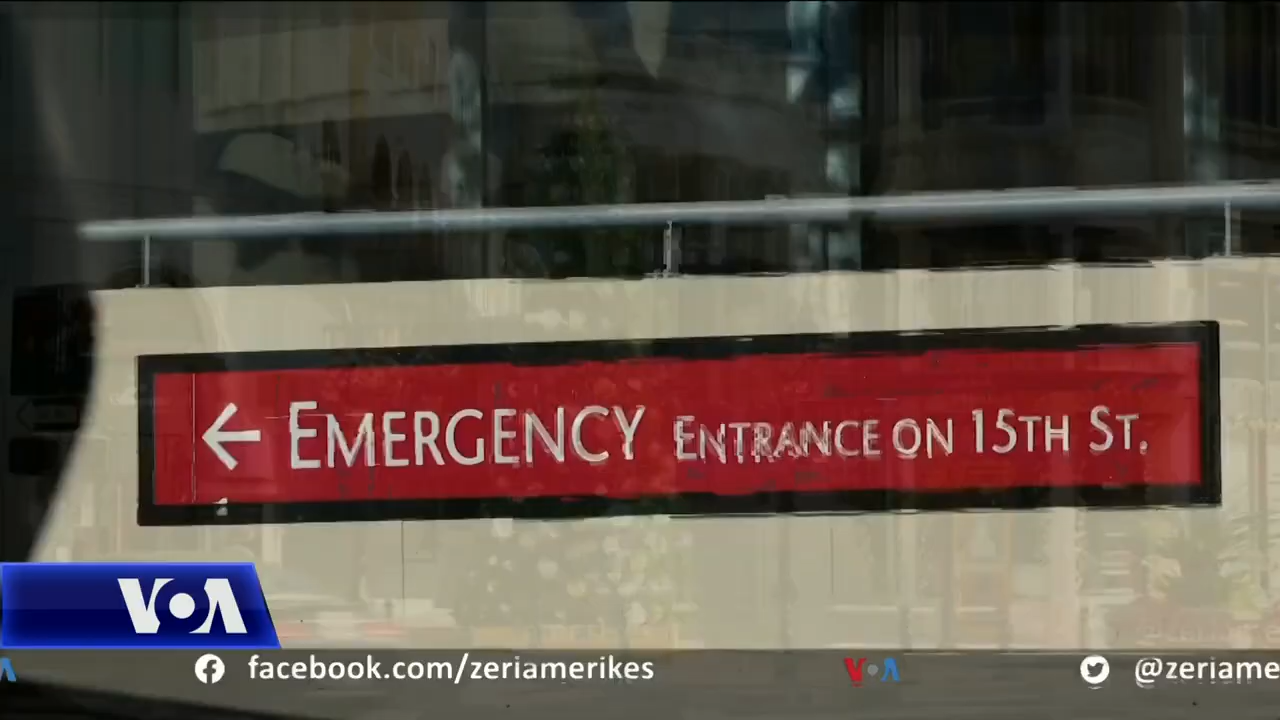 ← EMERGENCY ENTRANCE ON 15TH ST.
VOA
facebook.com/zeriamerikes
VOA
@zeriame